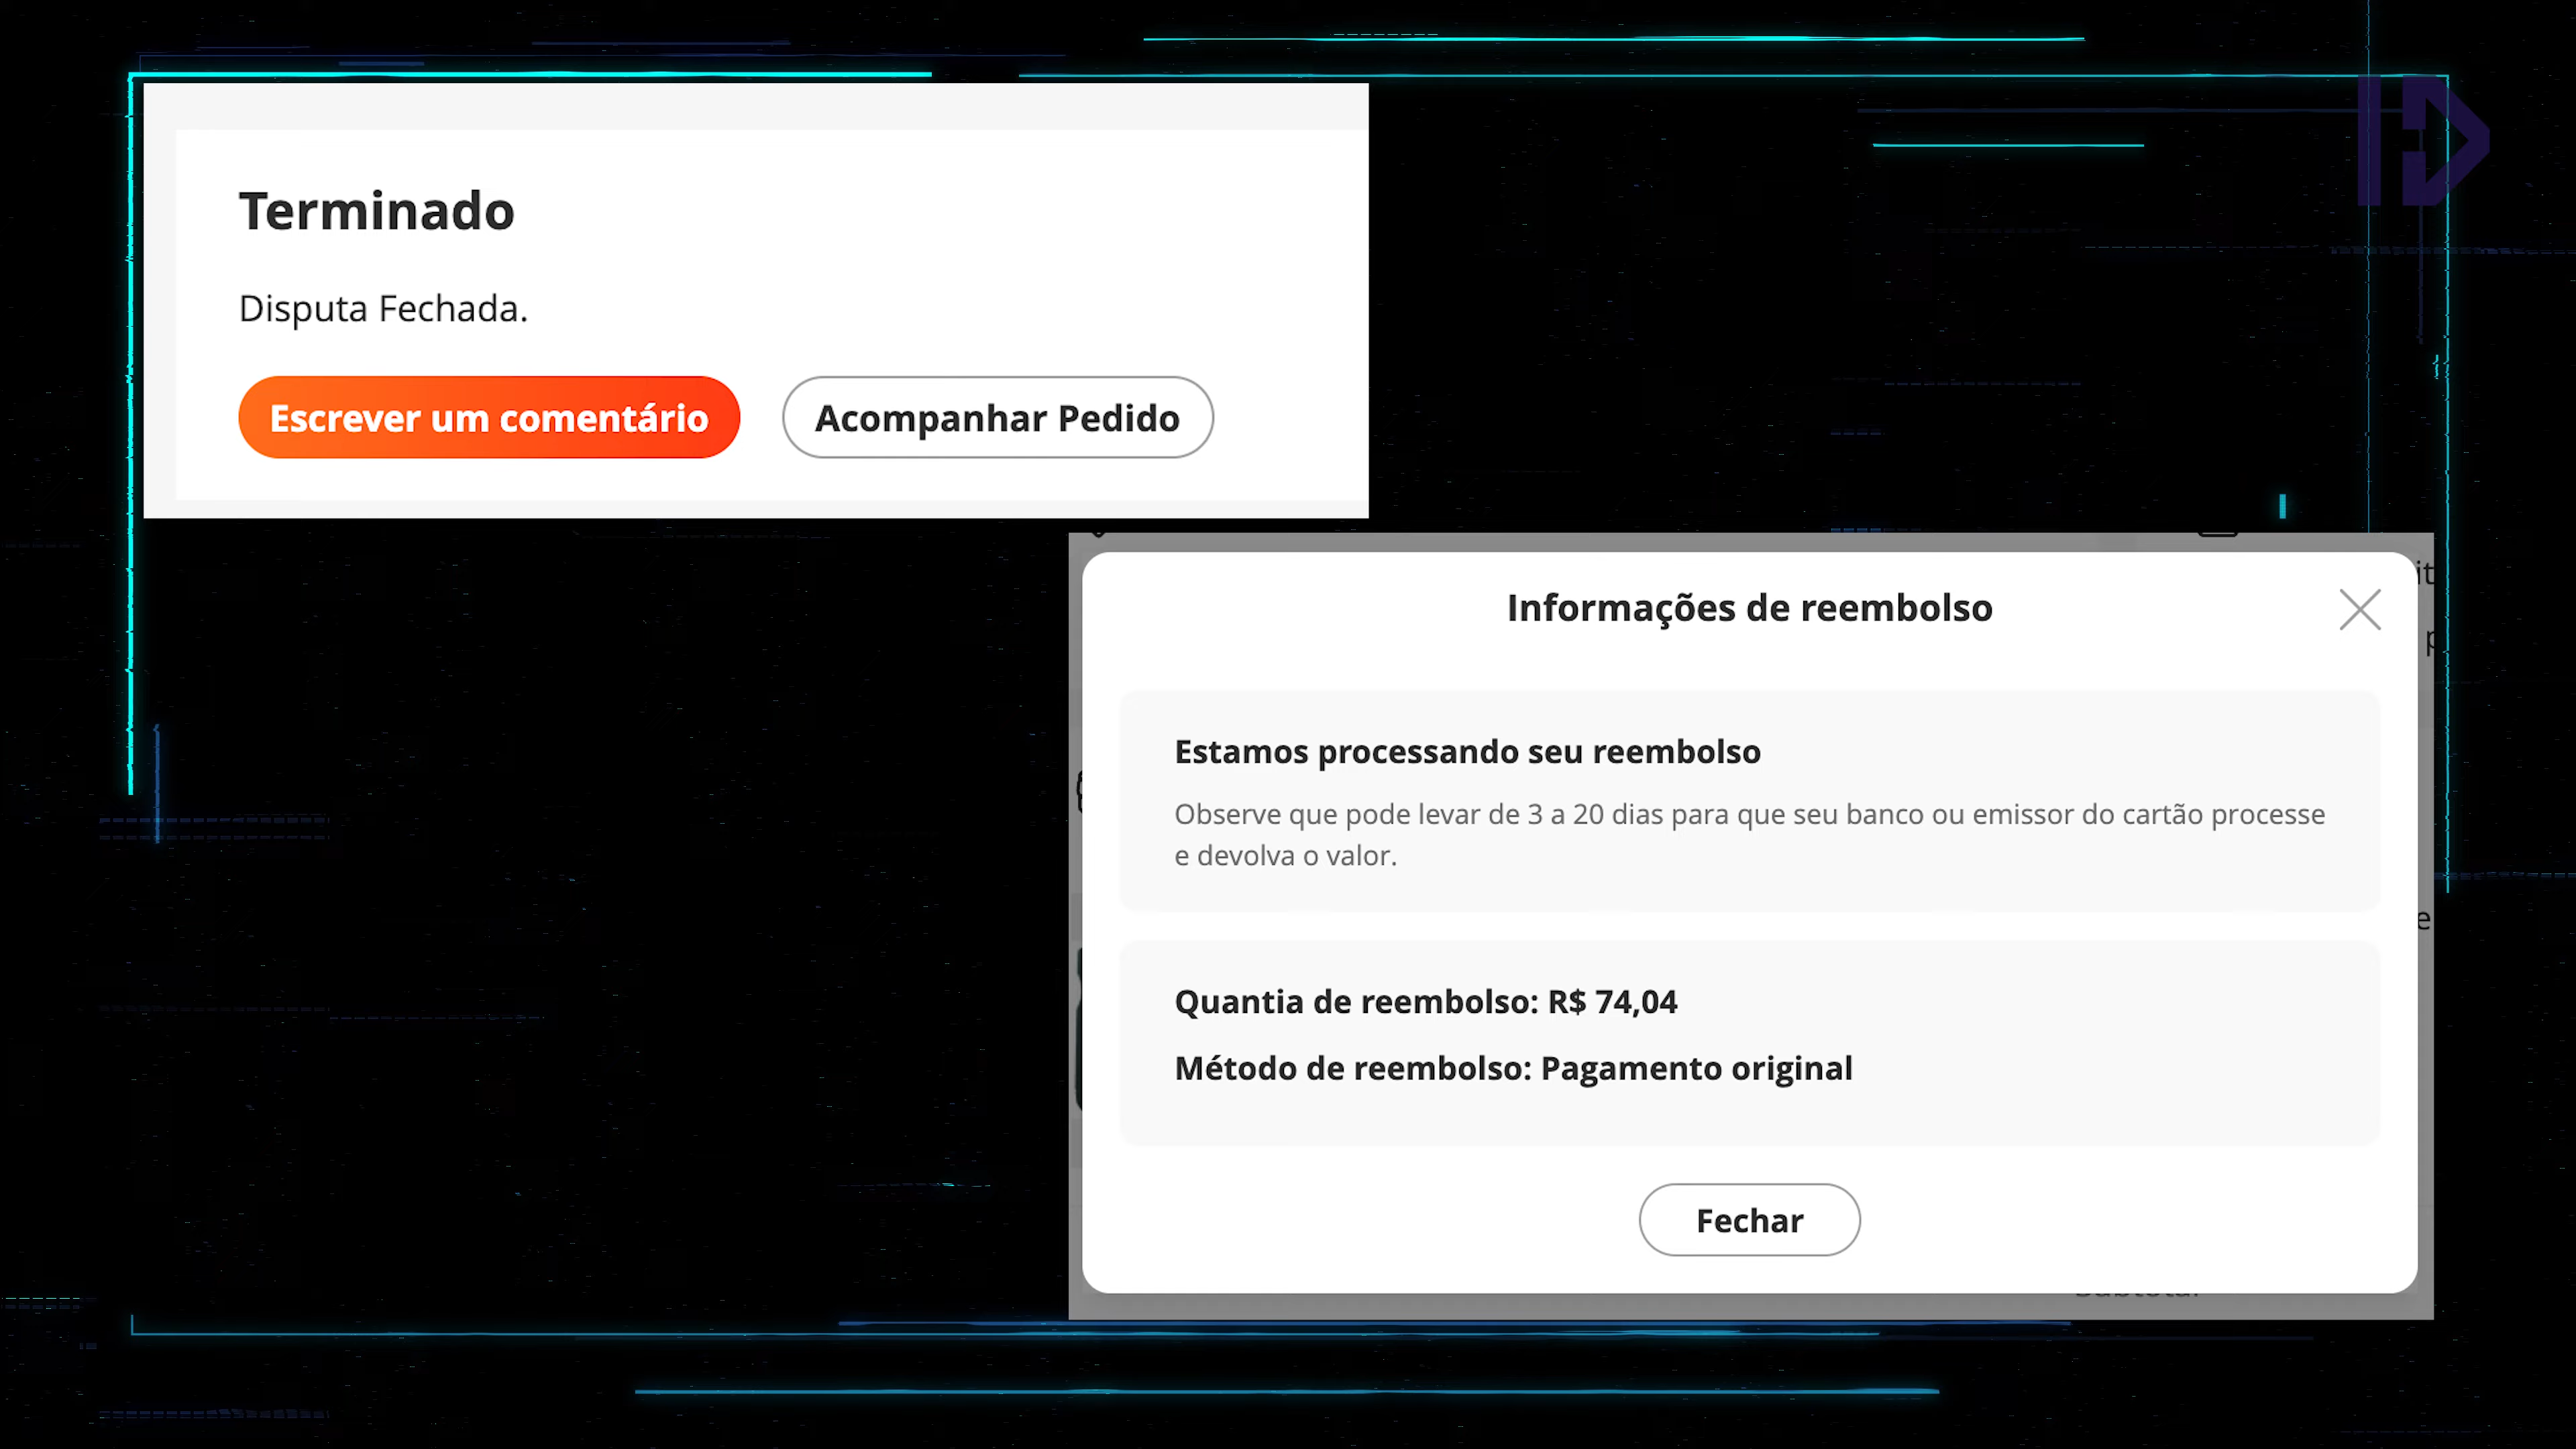 Terminado
Disputa Fechada.
Escrever um comentário
Acompanhar Pedido
Informações de reembolso
Estamos processando seu reembolso
Observe que pode levar de 3 a 20 dias para que seu banco ou emissor do cartão processe
e devolva o valor.
Quantia de reembolso: R$ 74,04
Método de reembolso: Pagamento original
Fechar